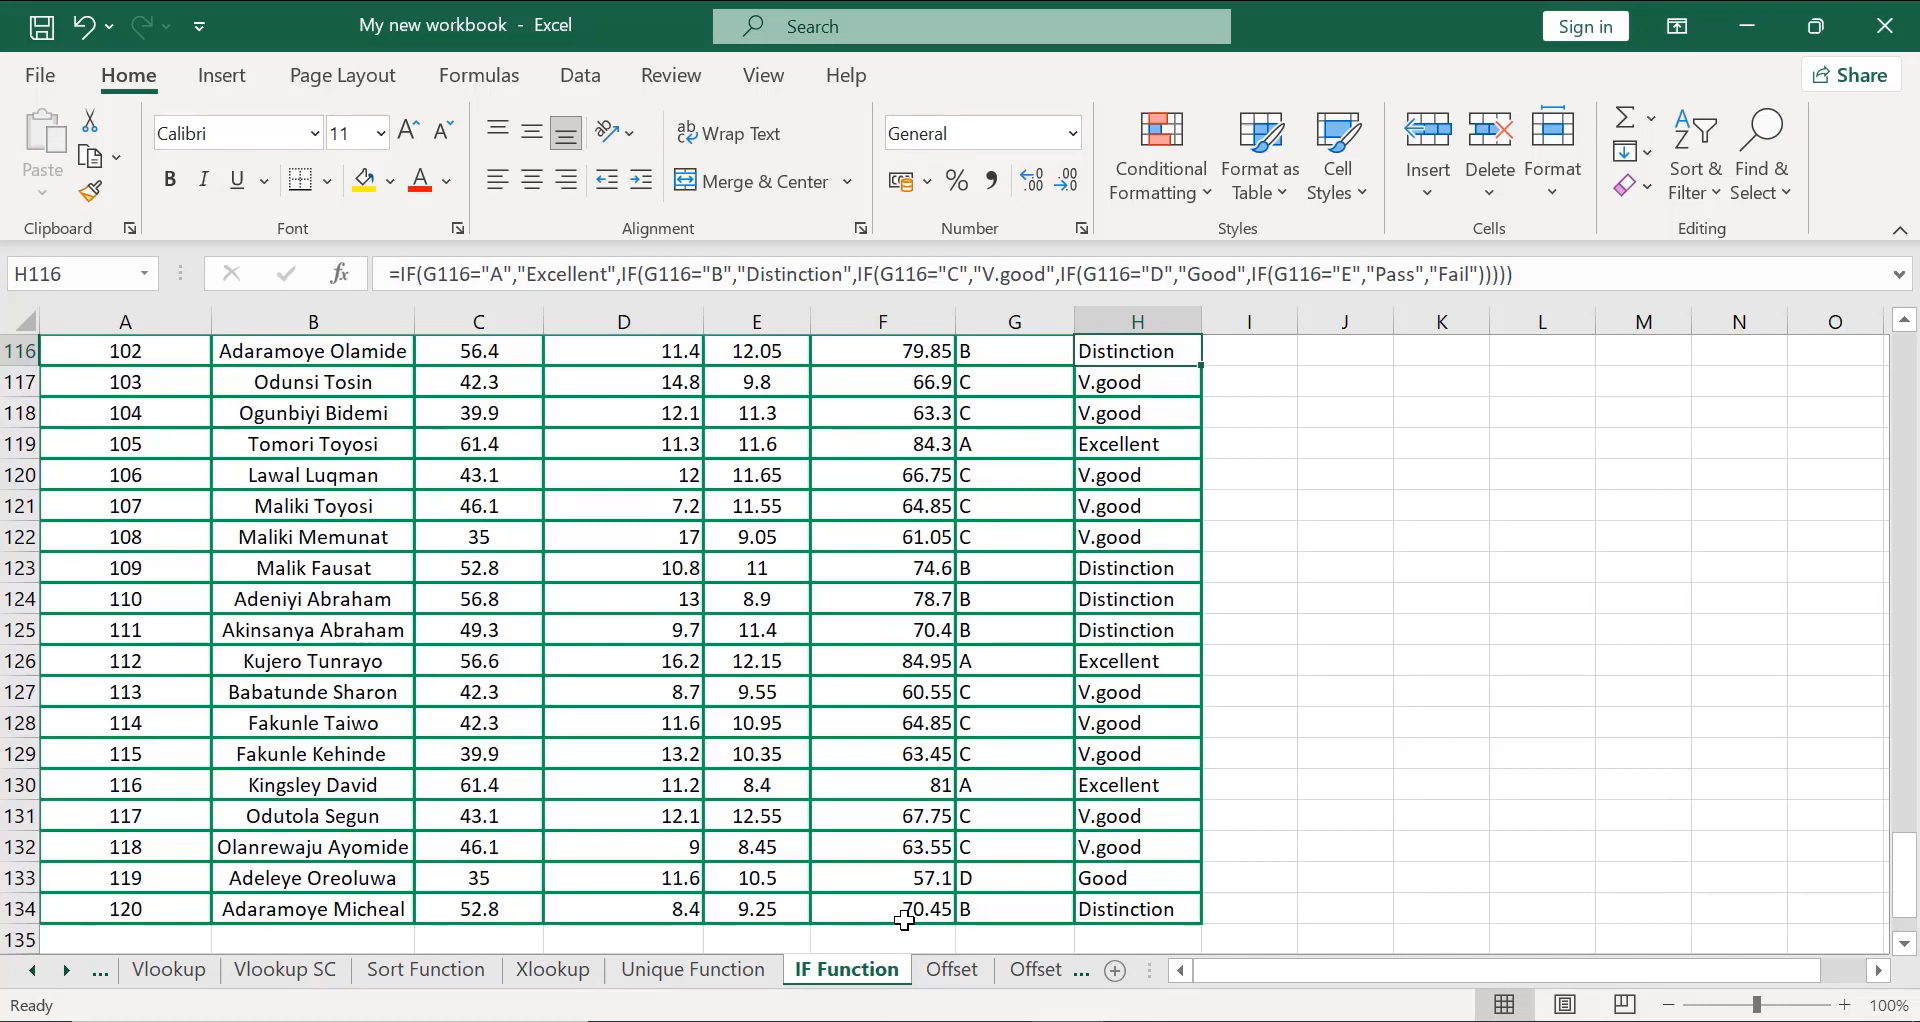 My new workbook - Excel
Search
Sign in
File Home Insert Page Layout Formulas Data Review View Help
Share
Paste
Clipboard
Calibri 11
B I U
Font
ab Wrap Text
Merge & Center
Alignment
General
% 9
Number
Conditional Formatting
Format as Table
Cell Styles
Styles
Insert
Delete
Format
Cells
Sort & Filter
Find & Select
Editing
H116 fx =IF(G116="A","Excellent",IF(G116="B","Distinction",IF(G116="C","V.good",IF(G116="D","Good",IF(G116="E","Pass","Fail")))))
A B C D E F G H I J K L M N O
116 102 Adaramoye Olamide 56.4 11.4 12.05 79.85 B Distinction
117 103 Odunsi Tosin 42.3 14.8 9.8 66.9 C V.good
118 104 Ogunbiyi Bidemi 39.9 12.1 11.3 63.3 C V.good
119 105 Tomori Toyosi 61.4 11.3 11.6 84.3 A Excellent
120 106 Lawal Luqman 43.1 12 11.65 66.75 C V.good
121 107 Maliki Toyosi 46.1 7.2 11.55 64.85 C V.good
122 108 Maliki Memunat 35 17 9.05 61.05 C V.good
123 109 Malik Fausat 52.8 10.8 11 74.6 B Distinction
124 110 Adeniyi Abraham 56.8 13 8.9 78.7 B Distinction
125 111 Akinsanya Abraham 49.3 9.7 11.4 70.4 B Distinction
126 112 Kujero Tunrayo 56.6 16.2 12.15 84.95 A Excellent
127 113 Babatunde Sharon 42.3 8.7 9.55 60.55 C V.good
128 114 Fakunle Taiwo 42.3 11.6 10.95 64.85 C V.good
129 115 Fakunle Kehinde 39.9 13.2 10.35 63.45 C V.good
130 116 Kingsley David 61.4 11.2 8.4 81 A Excellent
131 117 Odutola Segun 43.1 12.1 12.55 67.75 C V.good
132 118 Olanrewaju Ayomide 46.1 9 8.45 63.55 C V.good
133 119 Adeleye Oreoluwa 35 11.6 10.5 57.1 D Good
134 120 Adaramoye Micheal 52.8 8.4 9.25 70.45 B Distinction
135
... Vlookup Vlookup SC Sort Function Xlookup Unique Function IF Function Offset Offset ...
Ready 100%